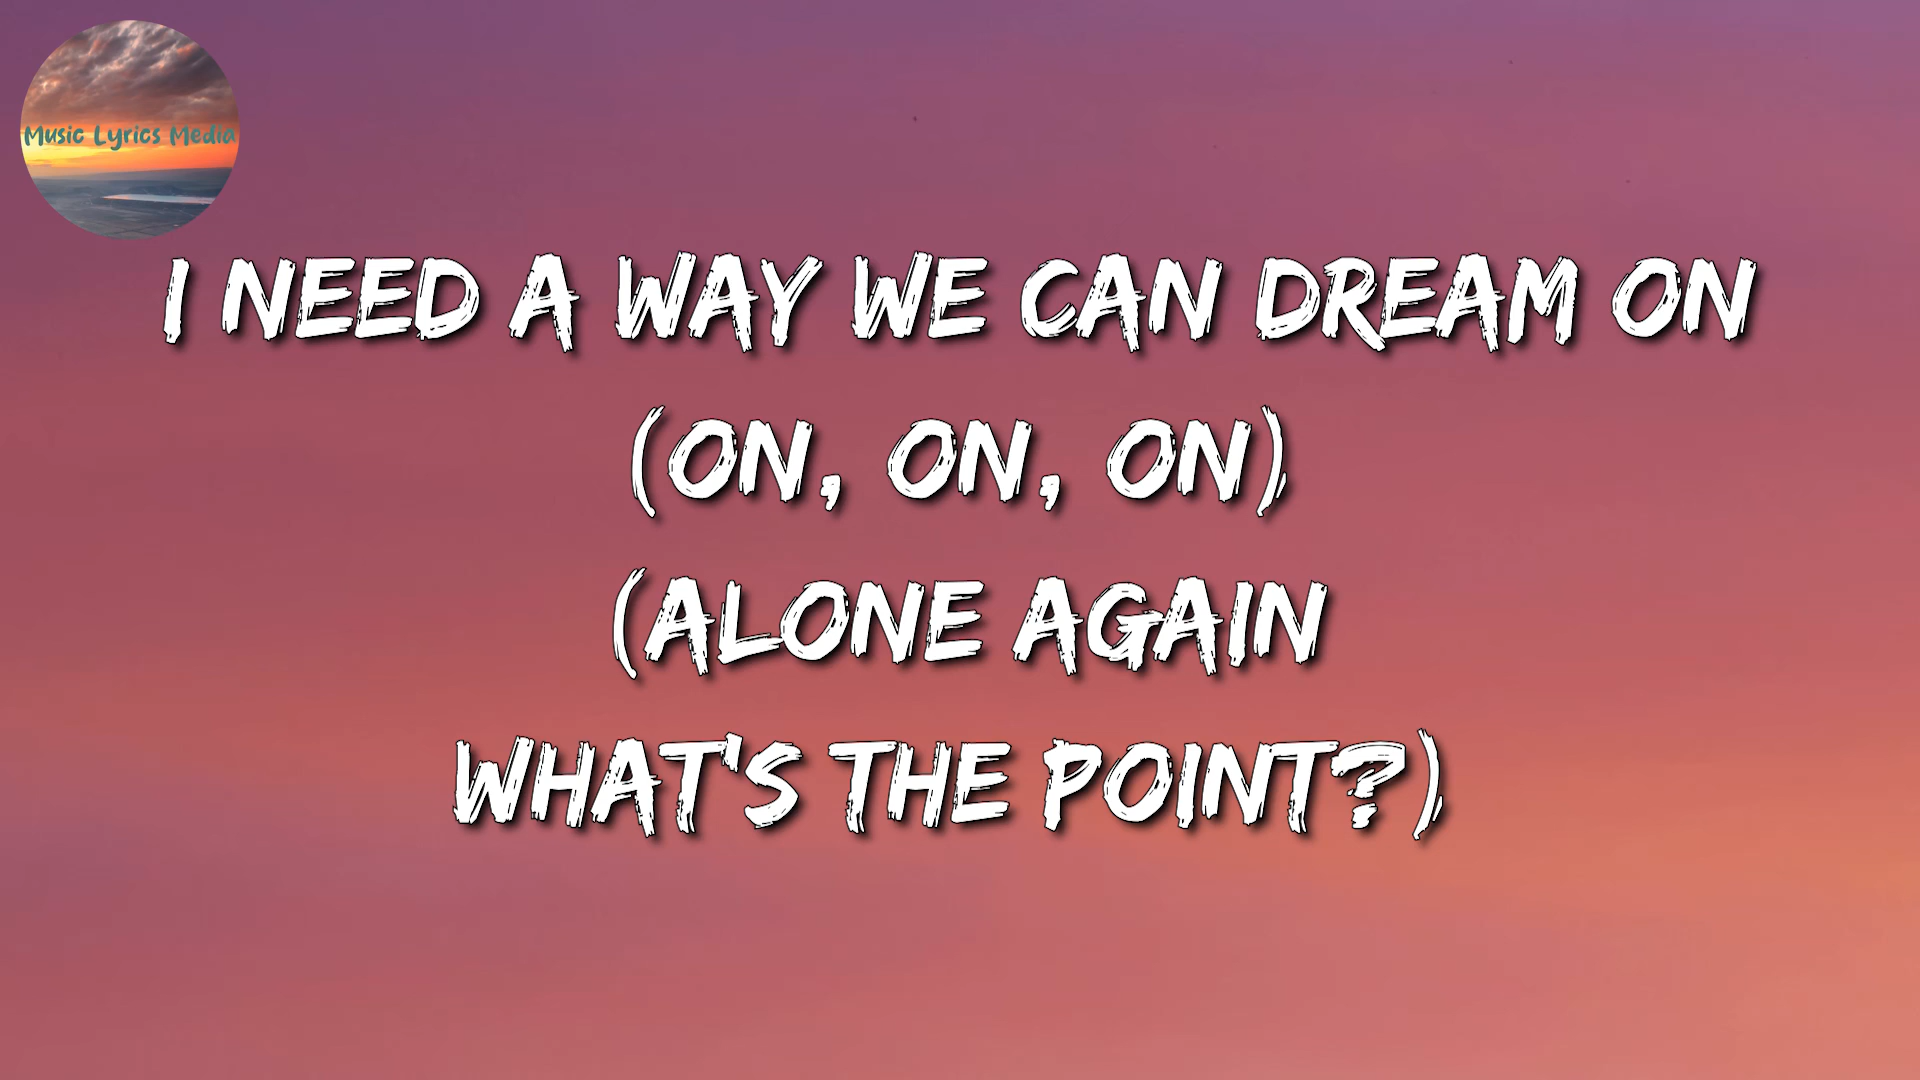 Music Lyrics Media
I NEED A WAY WE CAN DREAM ON
(ON, ON, ON)
(ALONE AGAIN
WHAT'S THE POINT?)